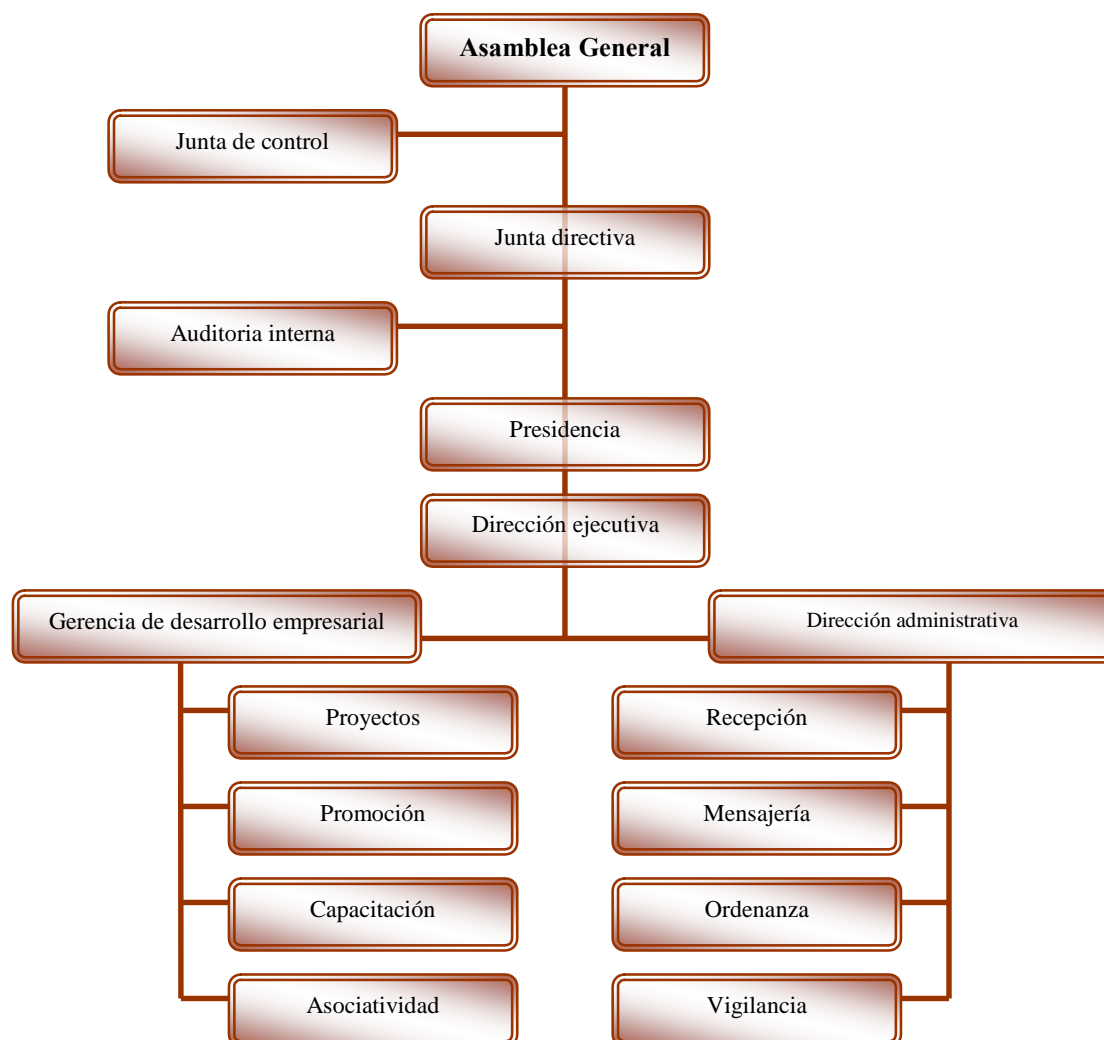 Asamblea General
Junta de control
Junta directiva
Auditoria interna
Presidencia
Dirección ejecutiva
Gerencia de desarrollo empresarial
Dirección administrativa
Proyectos
Recepción
Promoción
Mensajería
Capacitación
Ordenanza
Asociatividad
Vigilancia